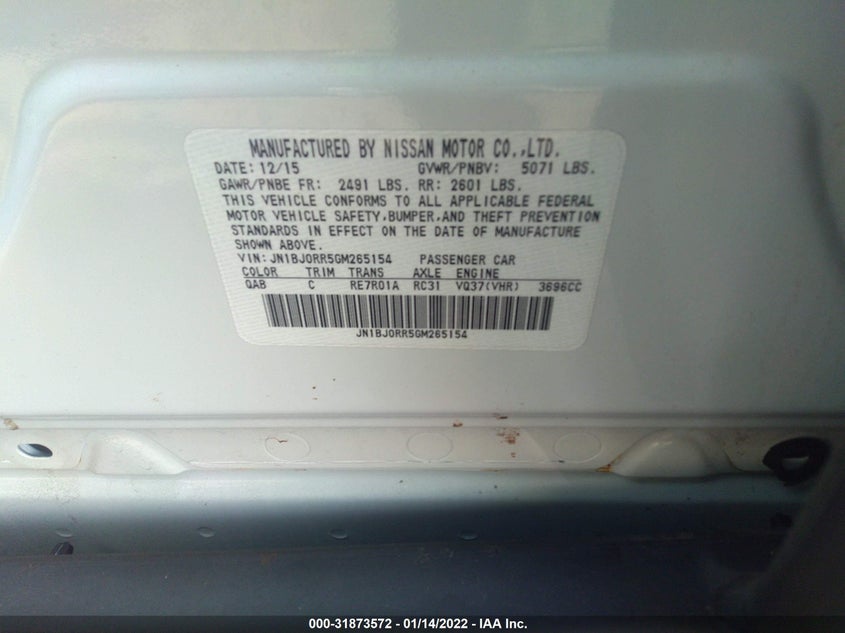 MANUFACTURED BY NISSAN MOTOR CO.,LTD.
DATE: 12/15 GVWR/PNBV: 5071 LBS.
GAWR/PNBE FR: 2491 LBS. RR: 2601 LBS.
THIS VEHICLE CONFORMS TO ALL APPLICABLE FEDERAL
MOTOR VEHICLE SAFETY,BUMPER,AND THEFT PREVENTION
STANDARDS IN EFFECT ON THE DATE OF MANUFACTURE
SHOWN ABOVE.
VIN: JN1BJ0RR5GM265154 PASSENGER CAR
COLOR TRIM TRANS AXLE ENGINE
QAB C RE7R01A RC31 VQ37(VHR) 3696CC
JN1BJ0RR5GM265154
000-31873572 - 01/14/2022 - IAA Inc.